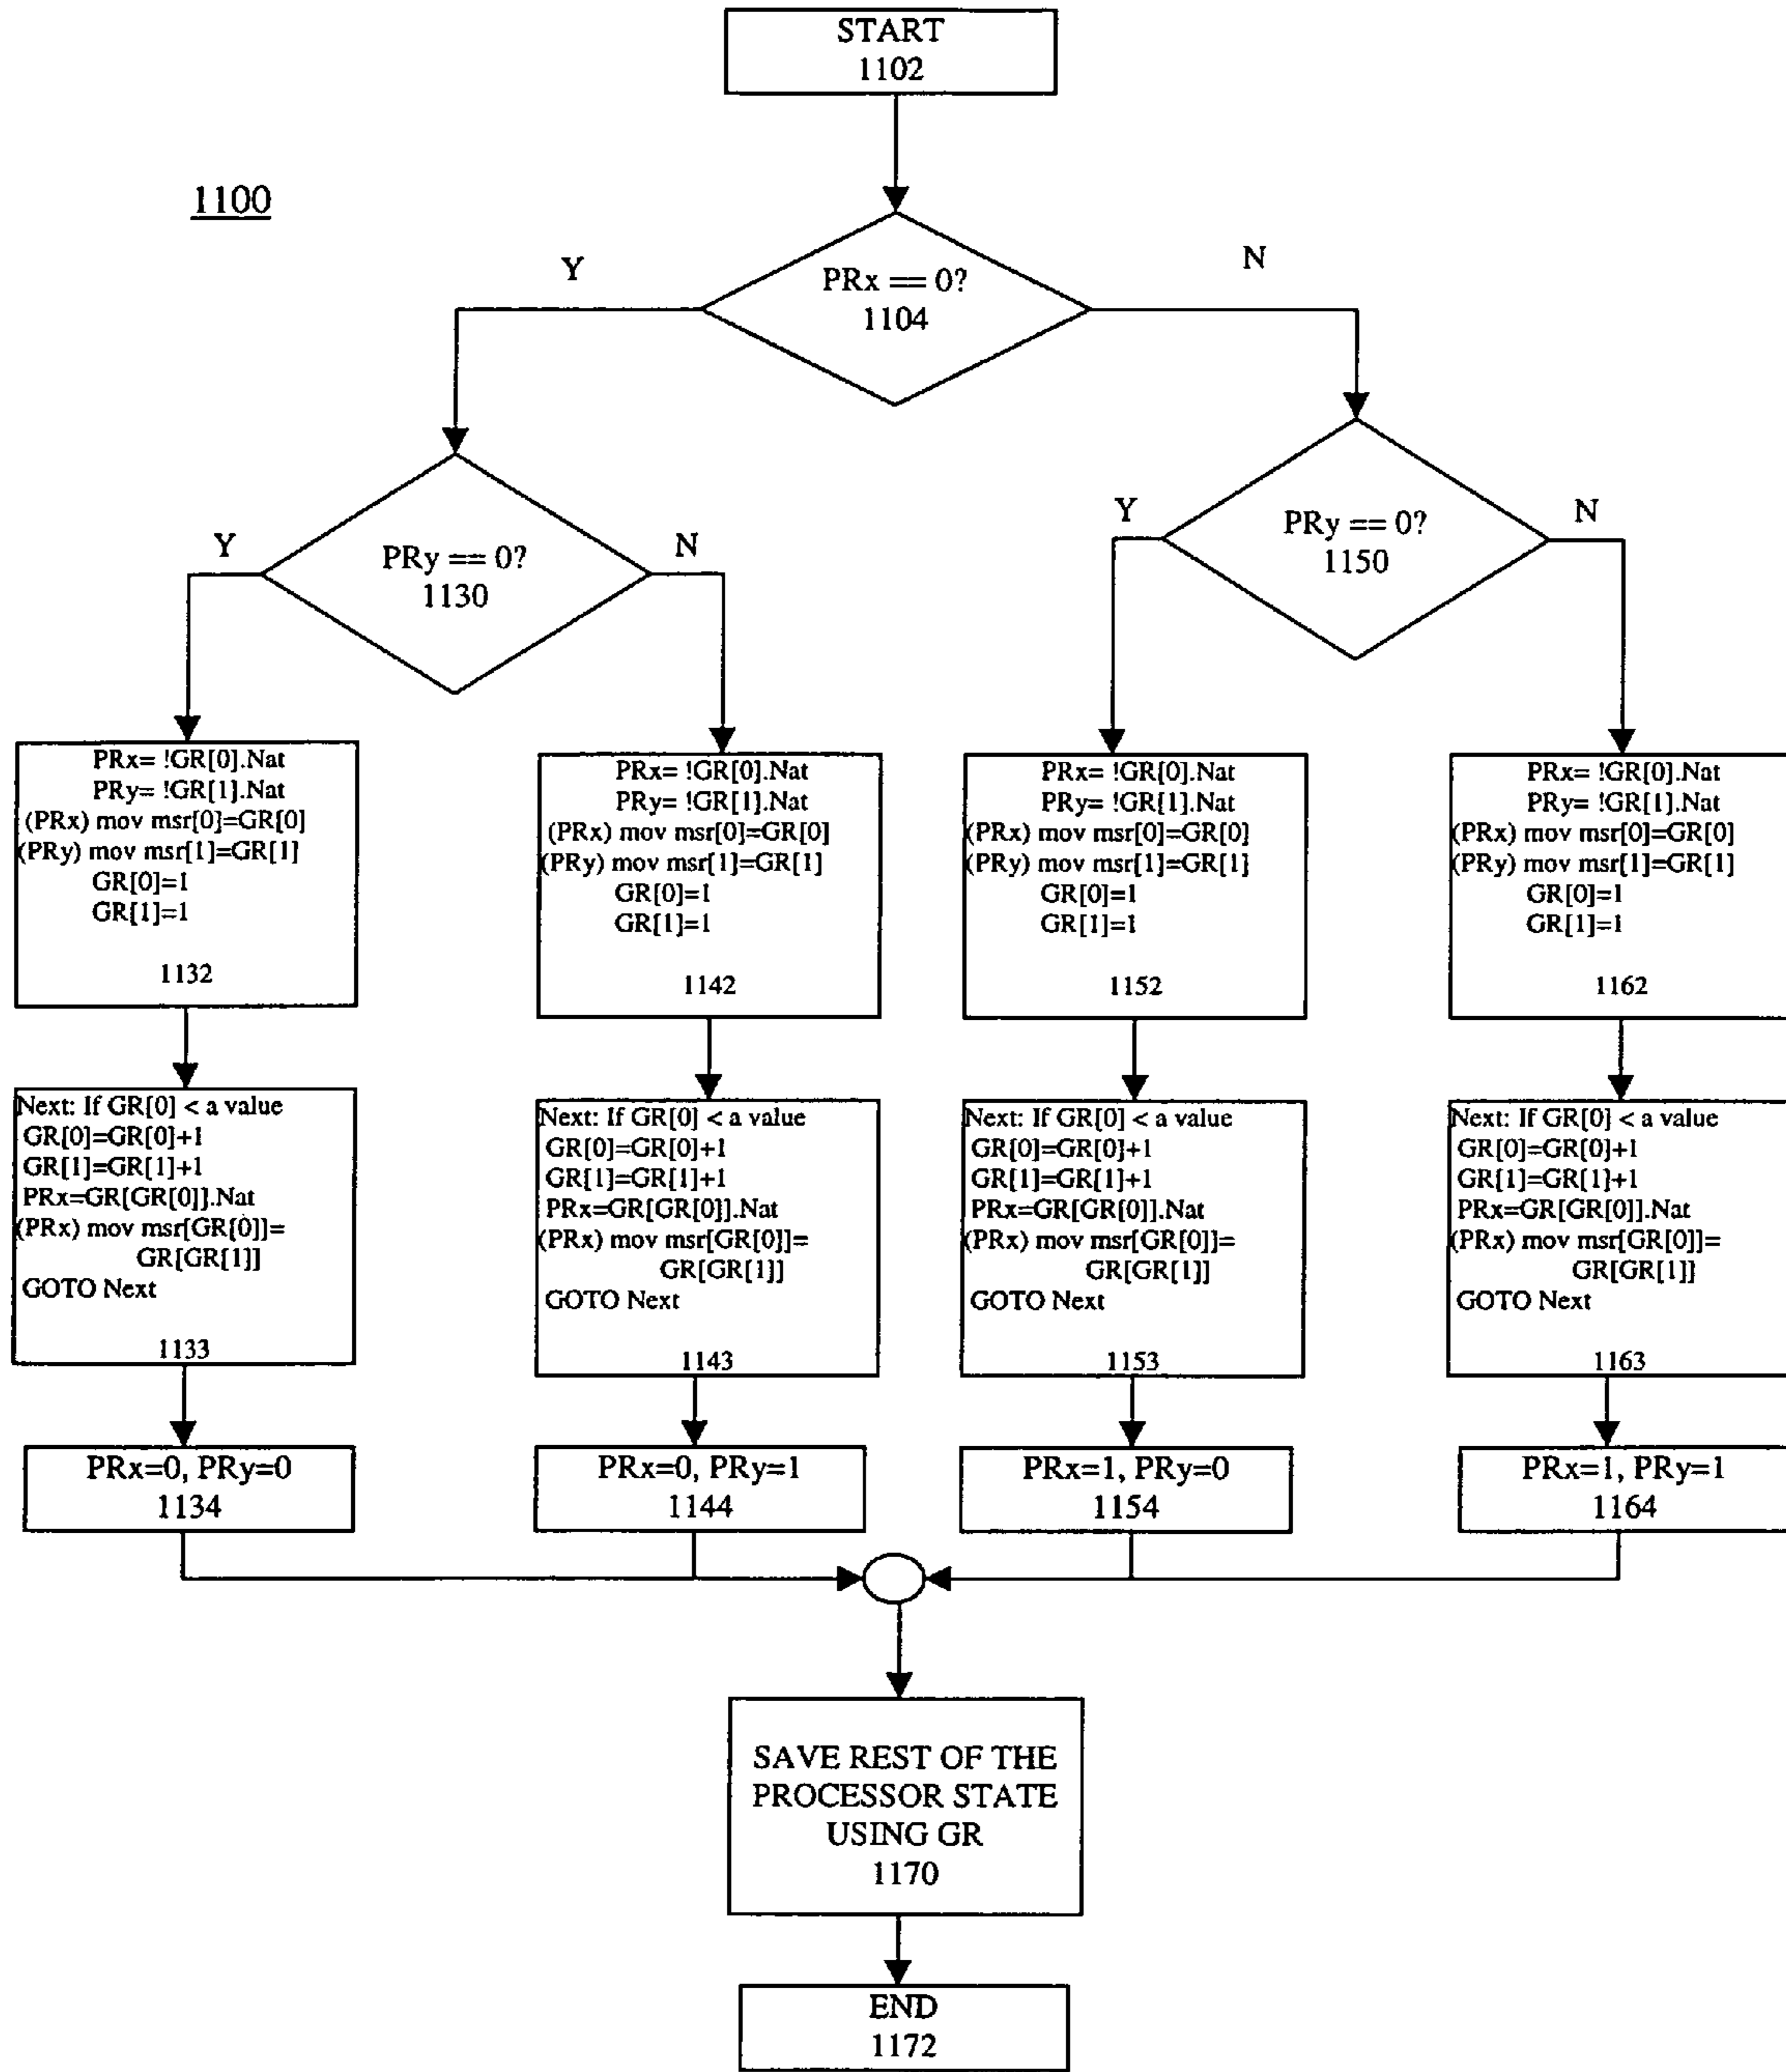 START
1102
1100
PRx == 0?
1104
Y
N
PRy == 0?
1130
Y
N
PRy == 0?
1150
Y
N
PRx= !GR[0].Nat
PRy= !GR[1].Nat
(PRx) mov msr[0]=GR[0]
(PRy) mov msr[1]=GR[1]
GR[0]=1
GR[1]=1
1132
PRx= !GR[0].Nat
PRy= !GR[1].Nat
(PRx) mov msr[0]=GR[0]
(PRy) mov msr[1]=GR[1]
GR[0]=1
GR[1]=1
1142
PRx= !GR[0].Nat
PRy= !GR[1].Nat
(PRx) mov msr[0]=GR[0]
(PRy) mov msr[1]=GR[1]
GR[0]=1
GR[1]=1
1152
PRx= !GR[0].Nat
PRy= !GR[1].Nat
(PRx) mov msr[0]=GR[0]
(PRy) mov msr[1]=GR[1]
GR[0]=1
GR[1]=1
1162
Next: If GR[0] < a value
GR[0]=GR[0]+1
GR[1]=GR[1]+1
PRx=GR[GR[0]].Nat
(PRx) mov msr[GR[0]]=
GR[GR[1]]
GOTO Next
1133
Next: If GR[0] < a value
GR[0]=GR[0]+1
GR[1]=GR[1]+1
PRx=GR[GR[0]].Nat
(PRx) mov msr[GR[0]]=
GR[GR[1]]
GOTO Next
1143
Next: If GR[0] < a value
GR[0]=GR[0]+1
GR[1]=GR[1]+1
PRx=GR[GR[0]].Nat
(PRx) mov msr[GR[0]]=
GR[GR[1]]
GOTO Next
1153
Next: If GR[0] < a value
GR[0]=GR[0]+1
GR[1]=GR[1]+1
PRx=GR[GR[0]].Nat
(PRx) mov msr[GR[0]]=
GR[GR[1]]
GOTO Next
1163
PRx=0, PRy=0
1134
PRx=0, PRy=1
1144
PRx=1, PRy=0
1154
PRx=1, PRy=1
1164
SAVE REST OF THE
PROCESSOR STATE
USING GR
1170
END
1172